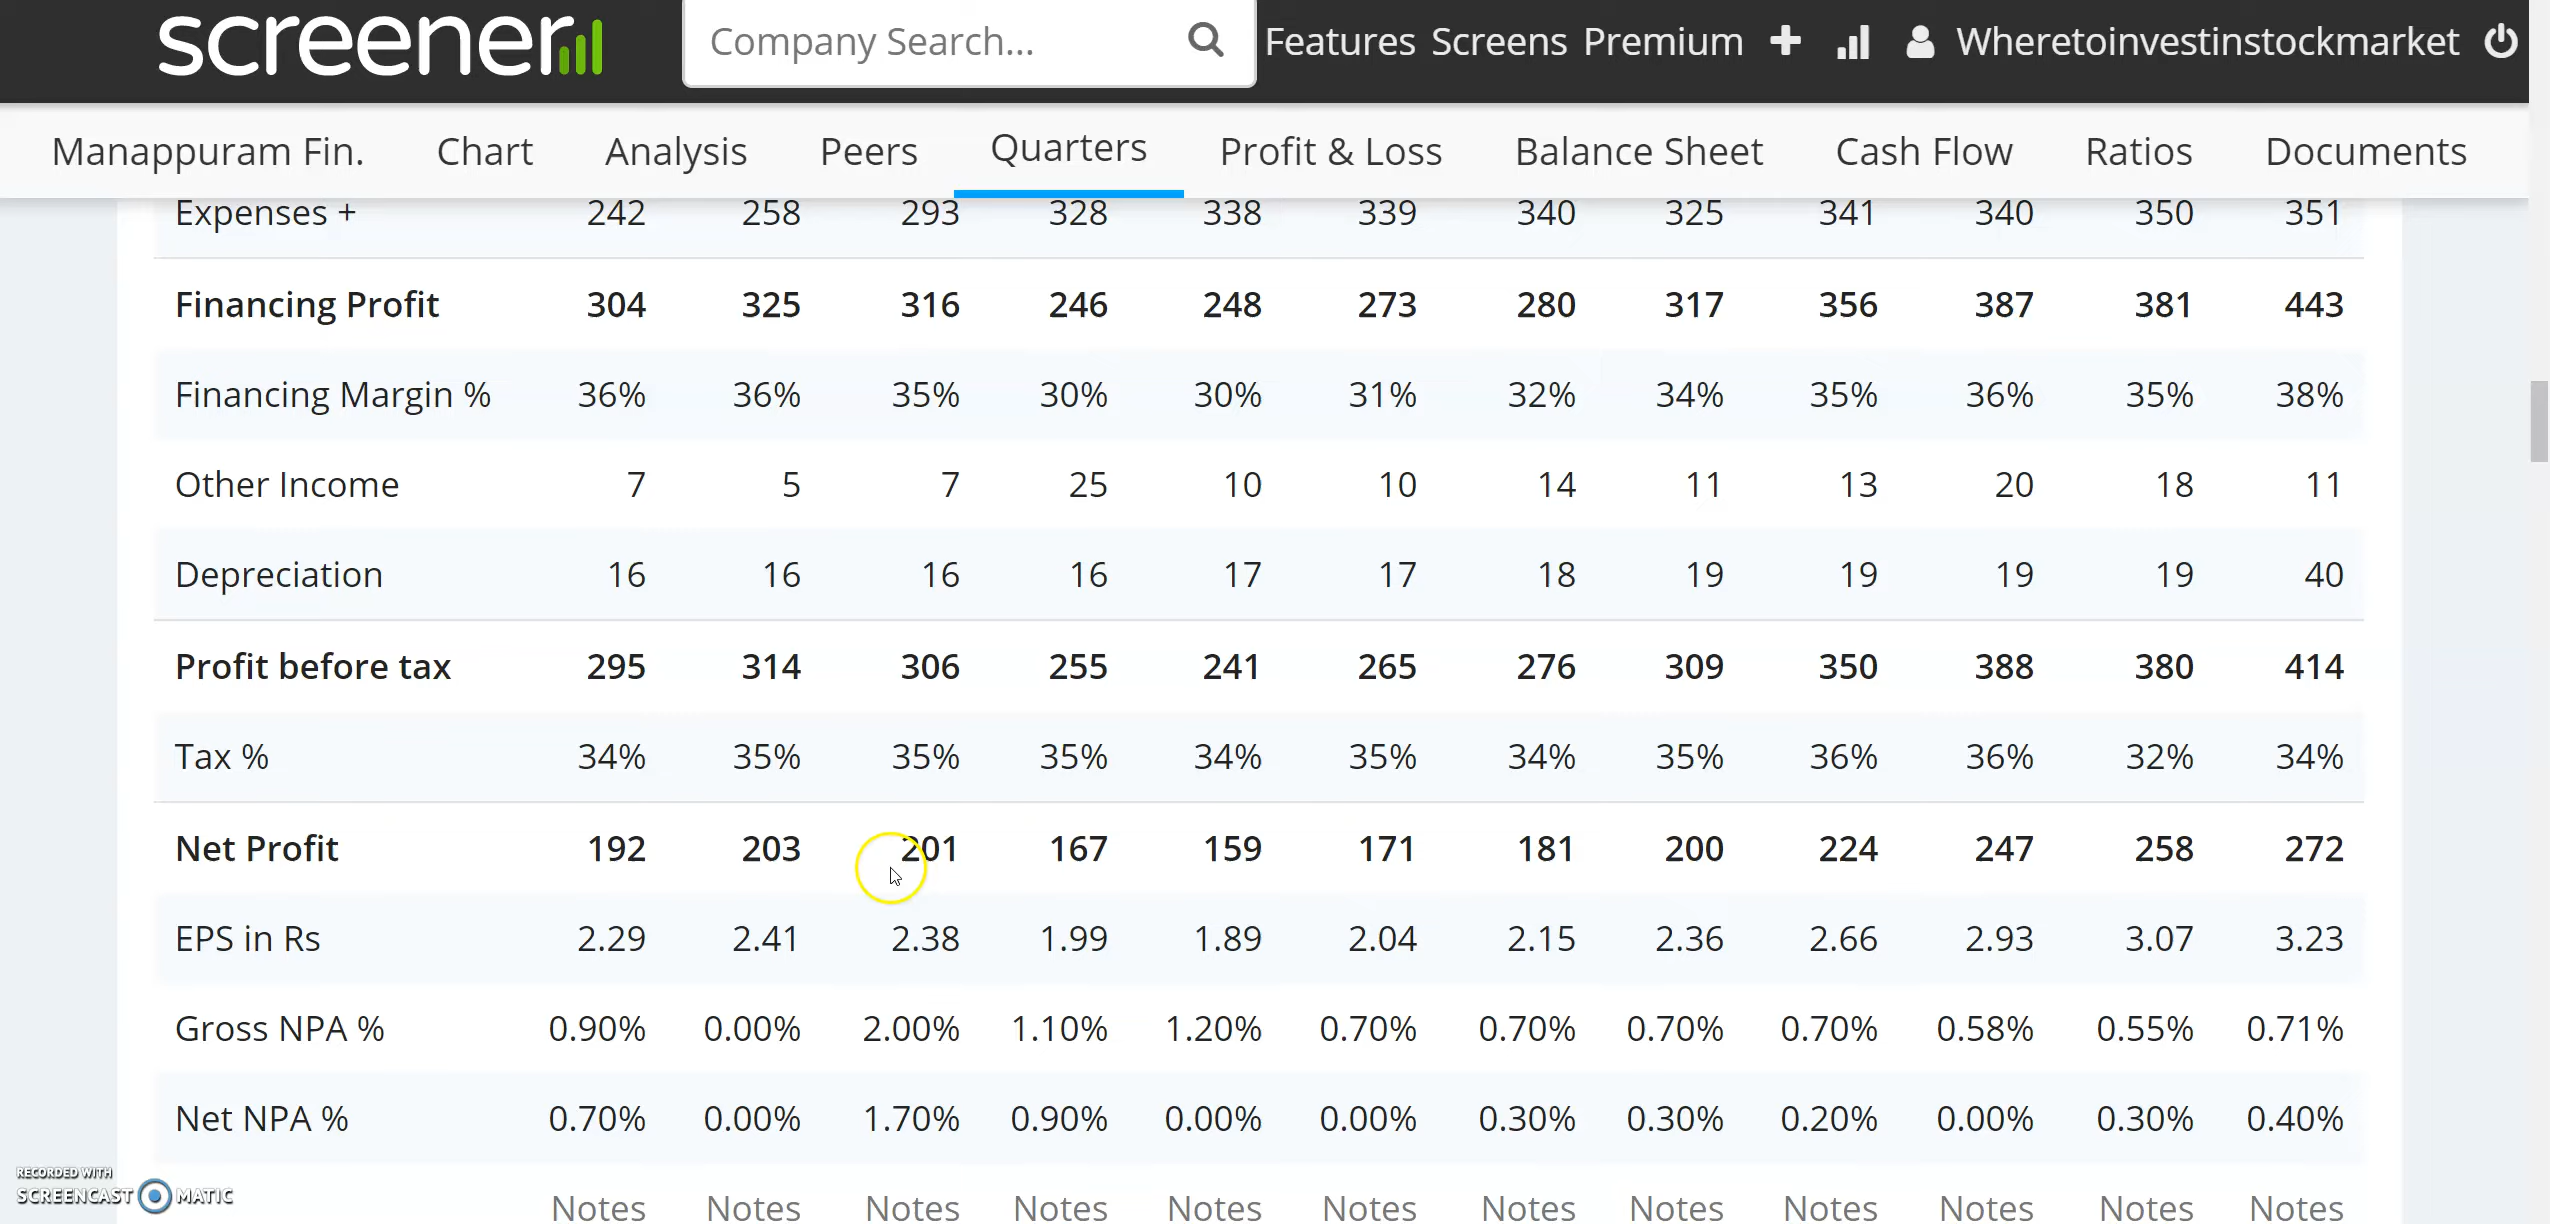 screener Company Search... Features Screens Premium Wheretoinvestinstockmarket
Manappuram Fin. Chart Analysis Peers Quarters Profit & Loss Balance Sheet Cash Flow Ratios Documents
Expenses + 242 258 293 328 338 339 340 325 341 340 350 351
Financing Profit 304 325 316 246 248 273 280 317 356 387 381 443
Financing Margin % 36% 36% 35% 30% 30% 31% 32% 34% 35% 36% 35% 38%
Other Income 7 5 7 25 10 10 14 11 13 20 18 11
Depreciation 16 16 16 16 17 17 18 19 19 19 19 40
Profit before tax 295 314 306 255 241 265 276 309 350 388 380 414
Tax % 34% 35% 35% 35% 34% 35% 34% 35% 36% 36% 32% 34%
Net Profit 192 203 201 167 159 171 181 200 224 247 258 272
EPS in Rs 2.29 2.41 2.38 1.99 1.89 2.04 2.15 2.36 2.66 2.93 3.07 3.23
Gross NPA % 0.90% 0.00% 2.00% 1.10% 1.20% 0.70% 0.70% 0.70% 0.70% 0.58% 0.55% 0.71%
Net NPA % 0.70% 0.00% 1.70% 0.90% 0.00% 0.00% 0.30% 0.30% 0.20% 0.00% 0.30% 0.40%
RECORDED WITH
SCREENCAST MATIC
Notes Notes Notes Notes Notes Notes Notes Notes Notes Notes Notes Notes